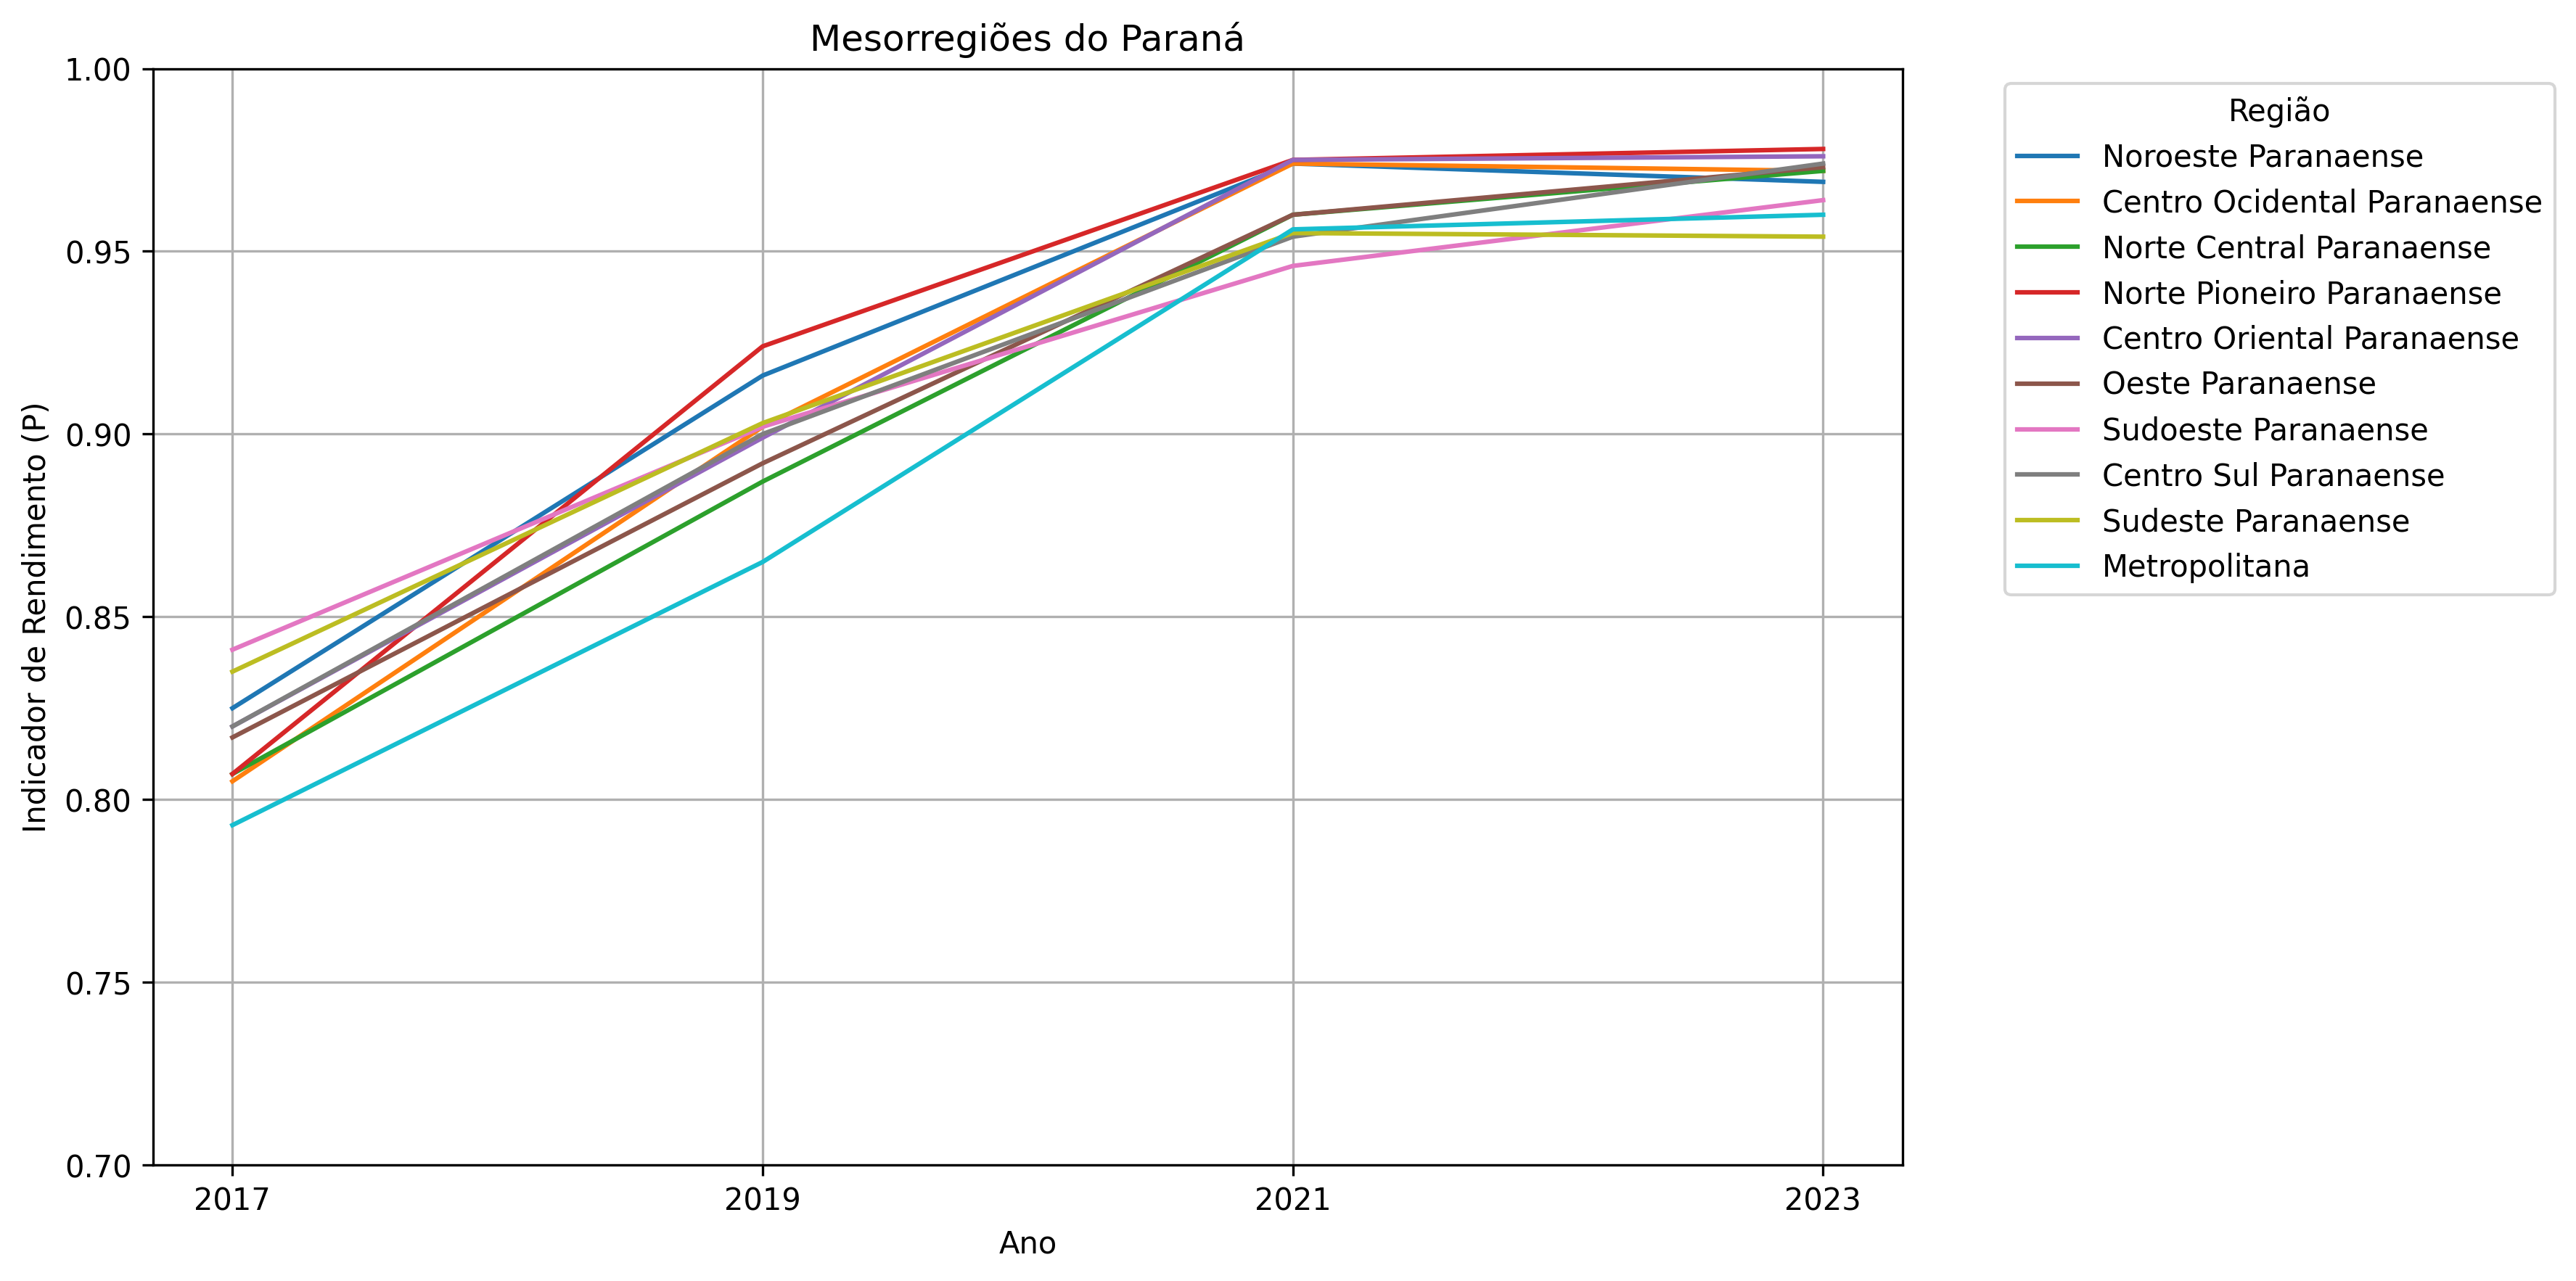 Mesorregiões do Paraná
Indicador de Rendimento (P)
1.00
0.95
0.90
0.85
0.80
0.75
0.70
2017
2019
2021
2023
Ano
Região
Noroeste Paranaense
Centro Ocidental Paranaense
Norte Central Paranaense
Norte Pioneiro Paranaense
Centro Oriental Paranaense
Oeste Paranaense
Sudoeste Paranaense
Centro Sul Paranaense
Sudeste Paranaense
Metropolitana